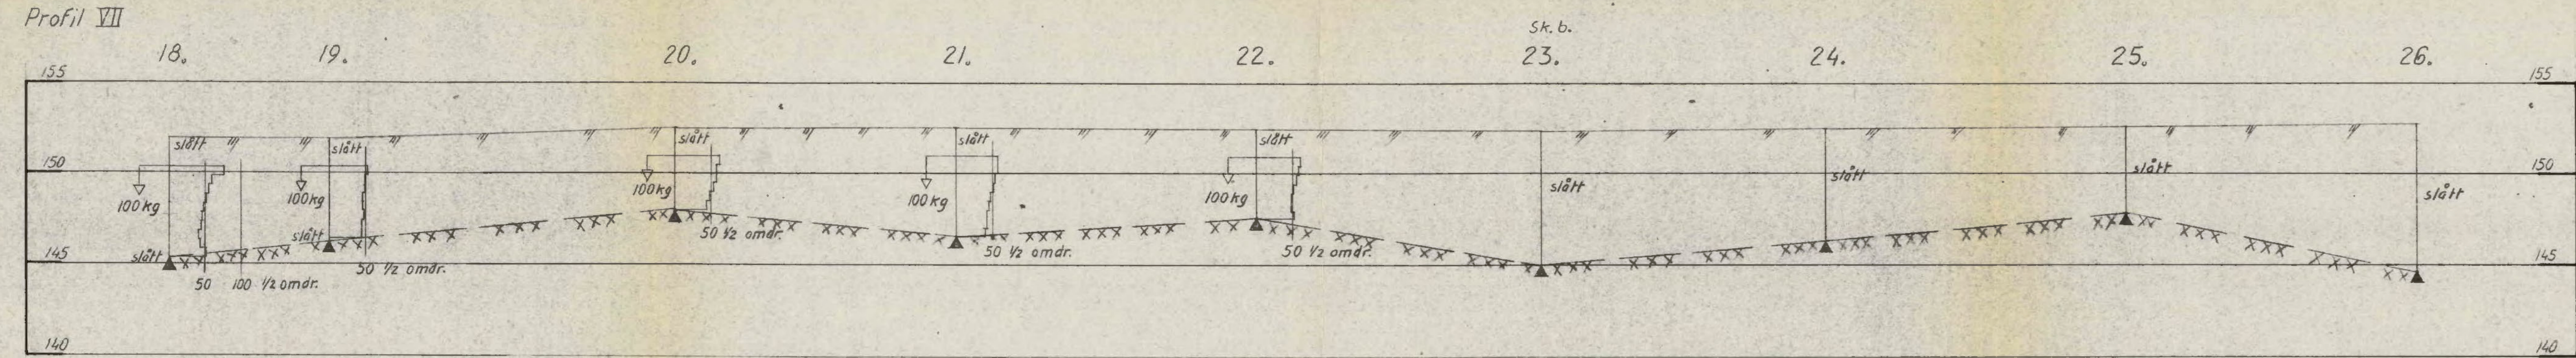 Profil VII
Sk. b.
18. 19. 20. 21. 22. 23. 24. 25. 26.
155 155
slått slått slått slått slått
150 150
slått slått slått slått
100 kg 100 kg 100 kg 100 kg 100 kg
slått slått
145 145
50 100 1/2 omdr. 50 1/2 omdr. 50 1/2 omdr. 50 1/2 omdr. 50 1/2 omdr.
140 140